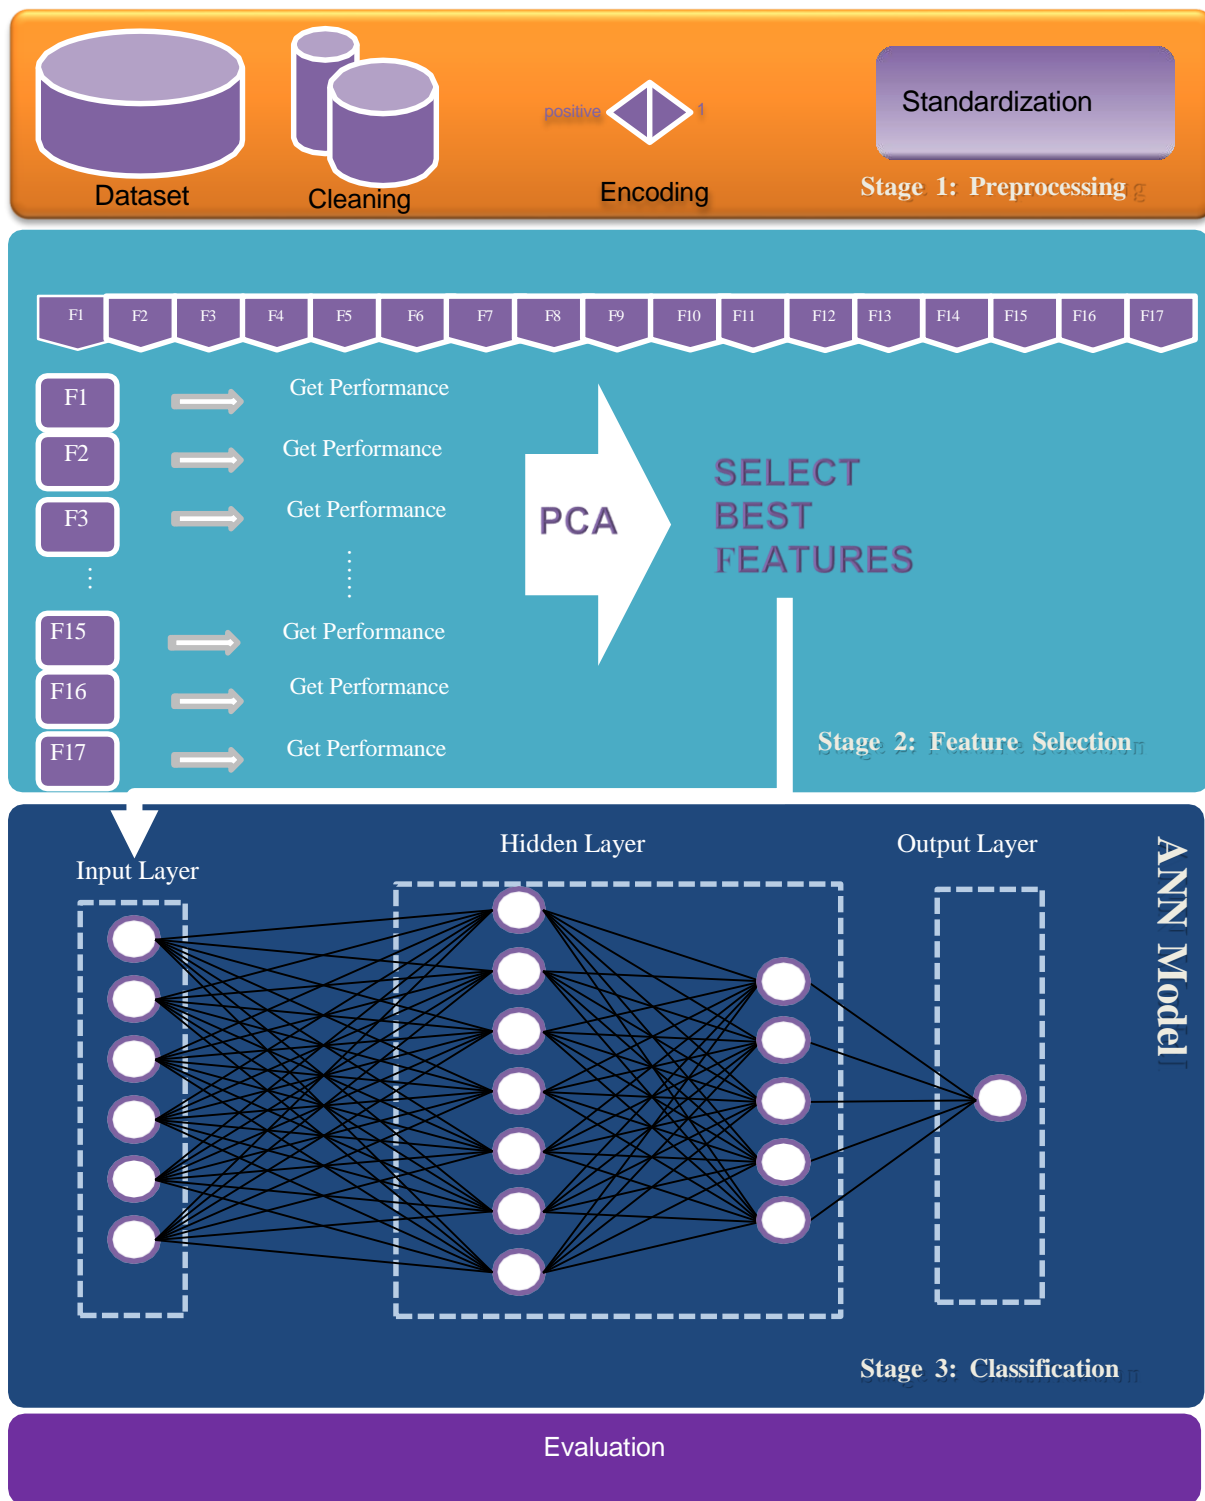 positive
1
Standardization
Dataset
Cleaning
Encoding
Stage 1: Preprocessing
F1 F2 F3 F4 F5 F6 F7 F8 F9 F10 F11 F12 F13 F14 F15 F16 F17
F1
Get Performance
F2
Get Performance
F3
Get Performance
PCA
SELECT
BEST
FEATURES
F15
Get Performance
F16
Get Performance
F17
Get Performance
Stage 2: Feature Selection
Input Layer
Hidden Layer
Output Layer
ANN Model
Stage 3: Classification
Evaluation